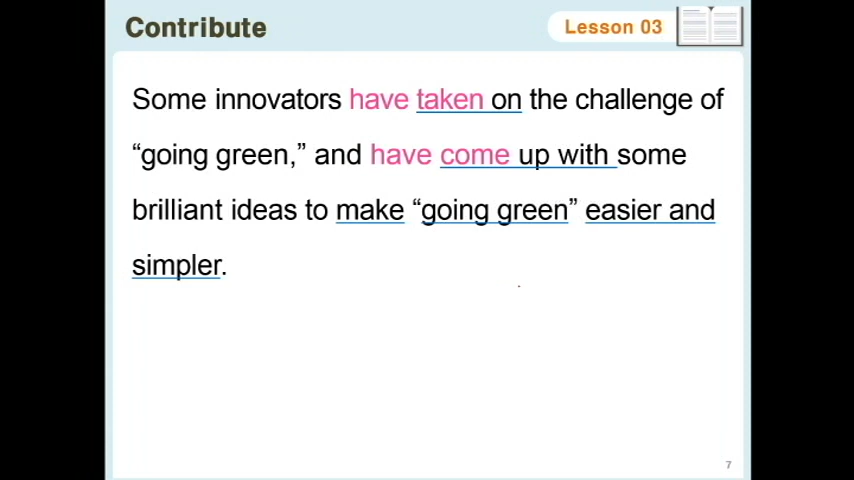 Contribute
Lesson 03
Some innovators have taken on the challenge of
“going green,” and have come up with some
brilliant ideas to make “going green” easier and
simpler.
7